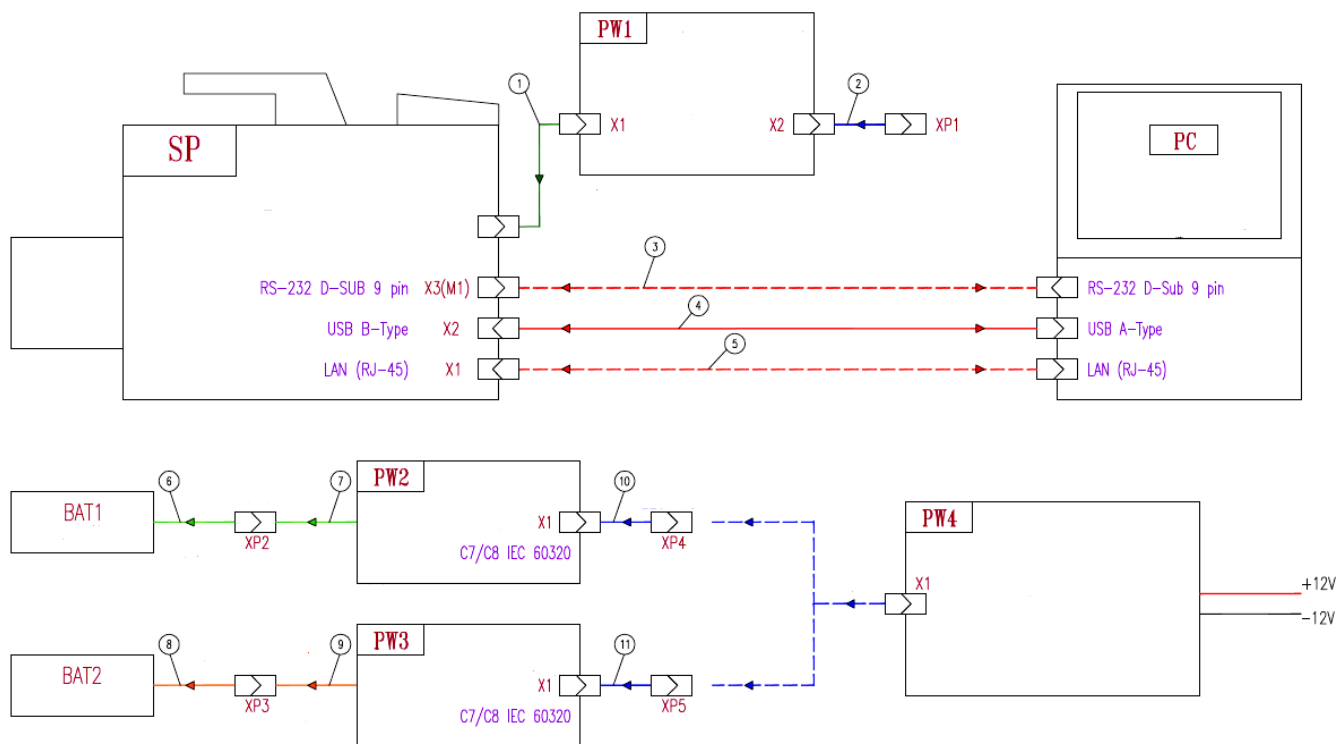 PW1
1
2
X1
X2
XP1
SP
PC
3
RS-232 D-SUB 9 pin
X3(M1)
RS-232 D-Sub 9 pin
4
USB B-Type
X2
USB A-Type
5
LAN (RJ-45)
X1
LAN (RJ-45)
6
7
PW2
10
BAT1
XP2
X1
XP4
C7/C8 IEC 60320
PW4
X1
+12V
-12V
8
9
PW3
11
BAT2
XP3
X1
XP5
C7/C8 IEC 60320